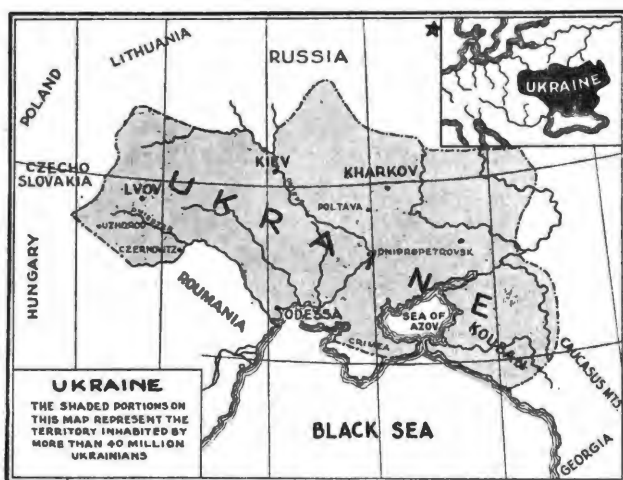 LITHUANIA
RUSSIA
UKRAINE
POLAND
CZECHO
SLOVAKIA
HUNGARY
ROUMANIA
UKRAINE
KIEV
KHARKOV
LVOV
POLTAVA
UZHOROD
CZERNOWITZ
DNIPROPETROVSK
ODESSA
SEA OF
AZOV
KOUBAN
CRIMEA
CAUCASUS MTS.
GEORGIA
BLACK SEA
UKRAINE
THE SHADED PORTIONS ON
THIS MAP REPRESENT THE
TERRITORY INHABITED BY
MORE THAN 40 MILLION
UKRAINIANS